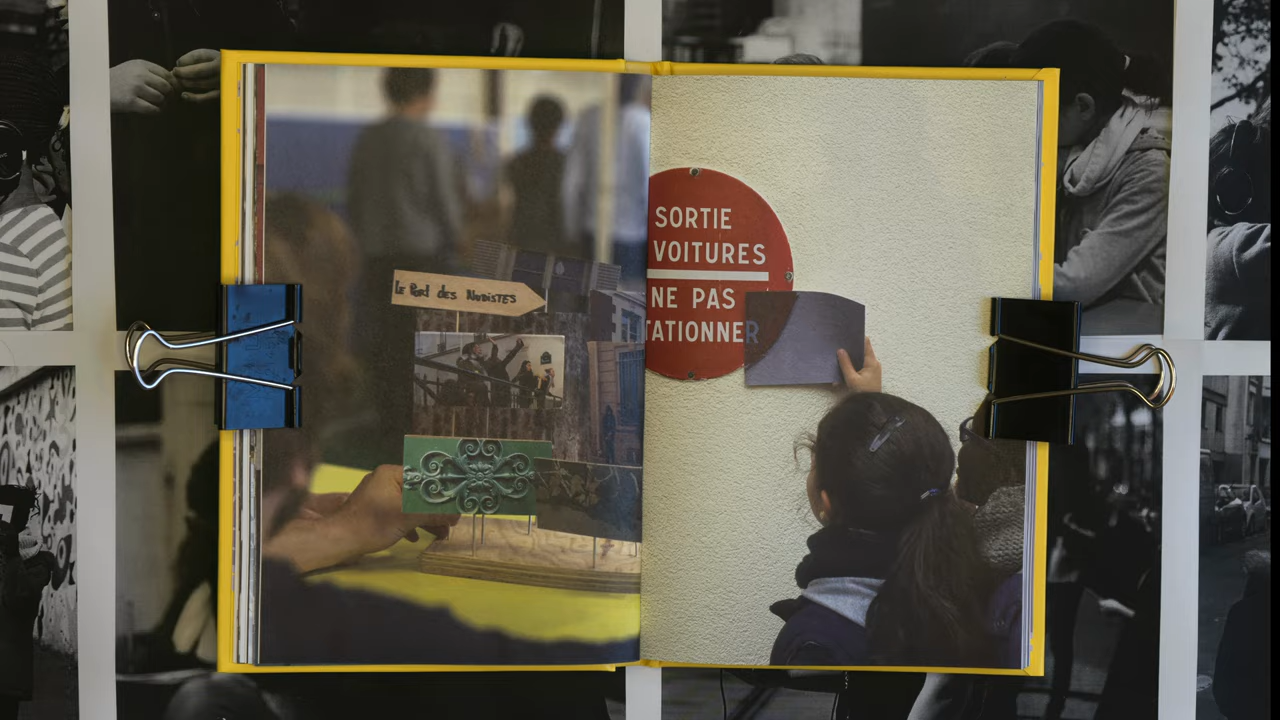 le Pont des Nudistes
SORTIE
VOITURES
NE PAS
TATIONNER